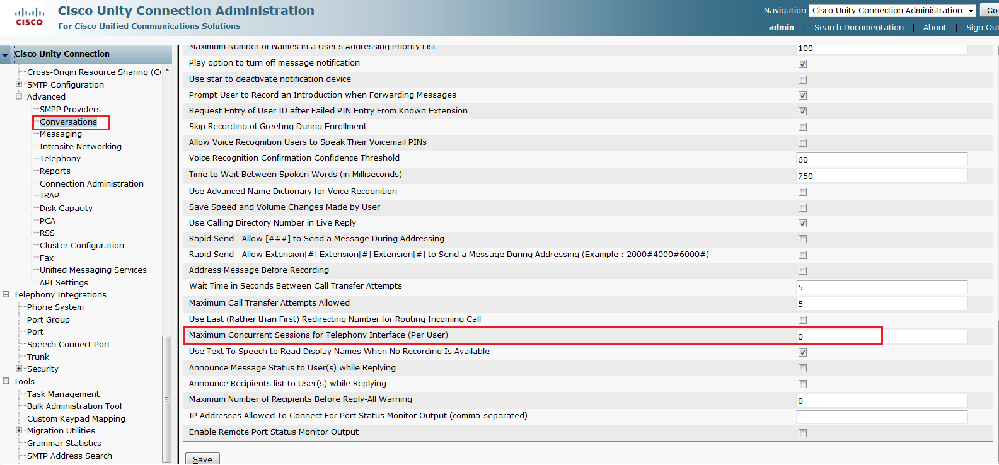 CISCO
Cisco Unity Connection Administration
For Cisco Unified Communications Solutions
Navigation Cisco Unity Connection Administration Go
admin | Search Documentation | About | Sign Out
Cisco Unity Connection
Cross-Origin Resource Sharing (CO
SMTP Configuration
Advanced
SMPP Providers
Conversations
Messaging
Intrasite Networking
Telephony
Reports
Connection Administration
TRAP
Disk Capacity
PCA
RSS
Cluster Configuration
Fax
Unified Messaging Services
API Settings
Telephony Integrations
Phone System
Port Group
Port
Speech Connect Port
Trunk
Security
Tools
Task Management
Bulk Administration Tool
Custom Keypad Mapping
Migration Utilities
Grammar Statistics
SMTP Address Search
Maximum Number of Names in a User's Addressing Priority List 100
Play option to turn off message notification
Use star to deactivate notification device
Prompt User to Record an Introduction when Forwarding Messages
Request Entry of User ID after Failed PIN Entry From Known Extension
Skip Recording of Greeting During Enrollment
Allow Voice Recognition Users to Speak Their Voicemail PINs
Voice Recognition Confirmation Confidence Threshold 60
Time to Wait Between Spoken Words (in Milliseconds) 750
Use Advanced Name Dictionary for Voice Recognition
Save Speed and Volume Changes Made by User
Use Calling Directory Number in Live Reply
Rapid Send - Allow [###] to Send a Message During Addressing
Rapid Send - Allow Extension[#] Extension[#] Extension[#] to Send a Message During Addressing (Example : 2000#4000#6000#)
Address Message Before Recording
Wait Time in Seconds Between Call Transfer Attempts 5
Maximum Call Transfer Attempts Allowed 5
Use Last (Rather than First) Redirecting Number for Routing Incoming Call
Maximum Concurrent Sessions for Telephony Interface (Per User) 0
Use Text To Speech to Read Display Names When No Recording Is Available
Announce Message Status to User(s) while Replying
Announce Recipients list to User(s) while Replying
Maximum Number of Recipients Before Reply-All Warning 0
IP Addresses Allowed To Connect For Port Status Monitor Output (comma-separated)
Enable Remote Port Status Monitor Output
Save